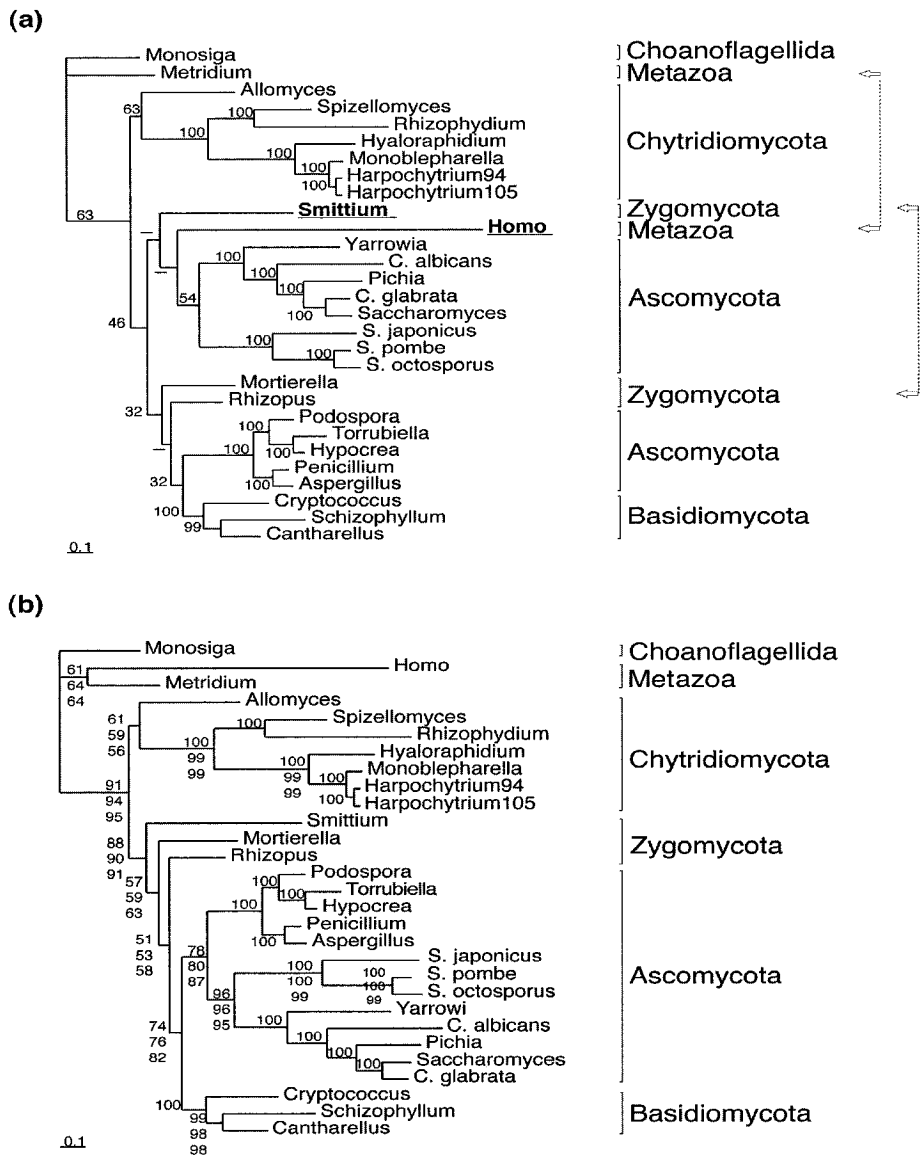 (a)
Monosiga
Choanoflagellida
Metridium
Metazoa
Allomyces
63
Spizellomyces
100
Rhizophydium
100
Chytridiomycota
Hyaloraphidium
100
Monoblepharella
100
Harpochytrium94
100
Harpochytrium105
63
Smittium
Zygomycota
Homo
Metazoa
Yarrowia
100
C. albicans
100
Pichia
100
C. glabrata
54
Ascomycota
100
Saccharomyces
46
S. japonicus
100
S. pombe
100
S. octosporus
Mortierella
Zygomycota
Rhizopus
32
Podospora
100
Torrubiella
100
100
Hypocrea
Ascomycota
Penicillium
100
Aspergillus
32
Cryptococcus
100
Schizophyllum
99
Basidiomycota
Cantharellus
0.1
(b)
Monosiga
Choanoflagellida
61
64
64
Homo
Metazoa
Metridium
Allomyces
61
59
56
Spizellomyces
100
Rhizophydium
100
99
99
Hyaloraphidium
Chytridiomycota
100
99
99
Monoblepharella
100
Harpochytrium94
100
Harpochytrium105
91
94
95
Smittium
88
90
91
Mortierella
Zygomycota
Rhizopus
57
59
63
Podospora
100
Torrubiella
100
100
Hypocrea
Penicillium
100
Aspergillus
51
53
58
78
80
87
S. japonicus
100
100
99
S. pombe
100
100
99
S. octosporus
Ascomycota
96
96
95
Yarrowi
100
C. albicans
100
Pichia
100
Saccharomyces
100
C. glabrata
74
76
82
Cryptococcus
100
Schizophyllum
99
98
98
Basidiomycota
Cantharellus
0.1